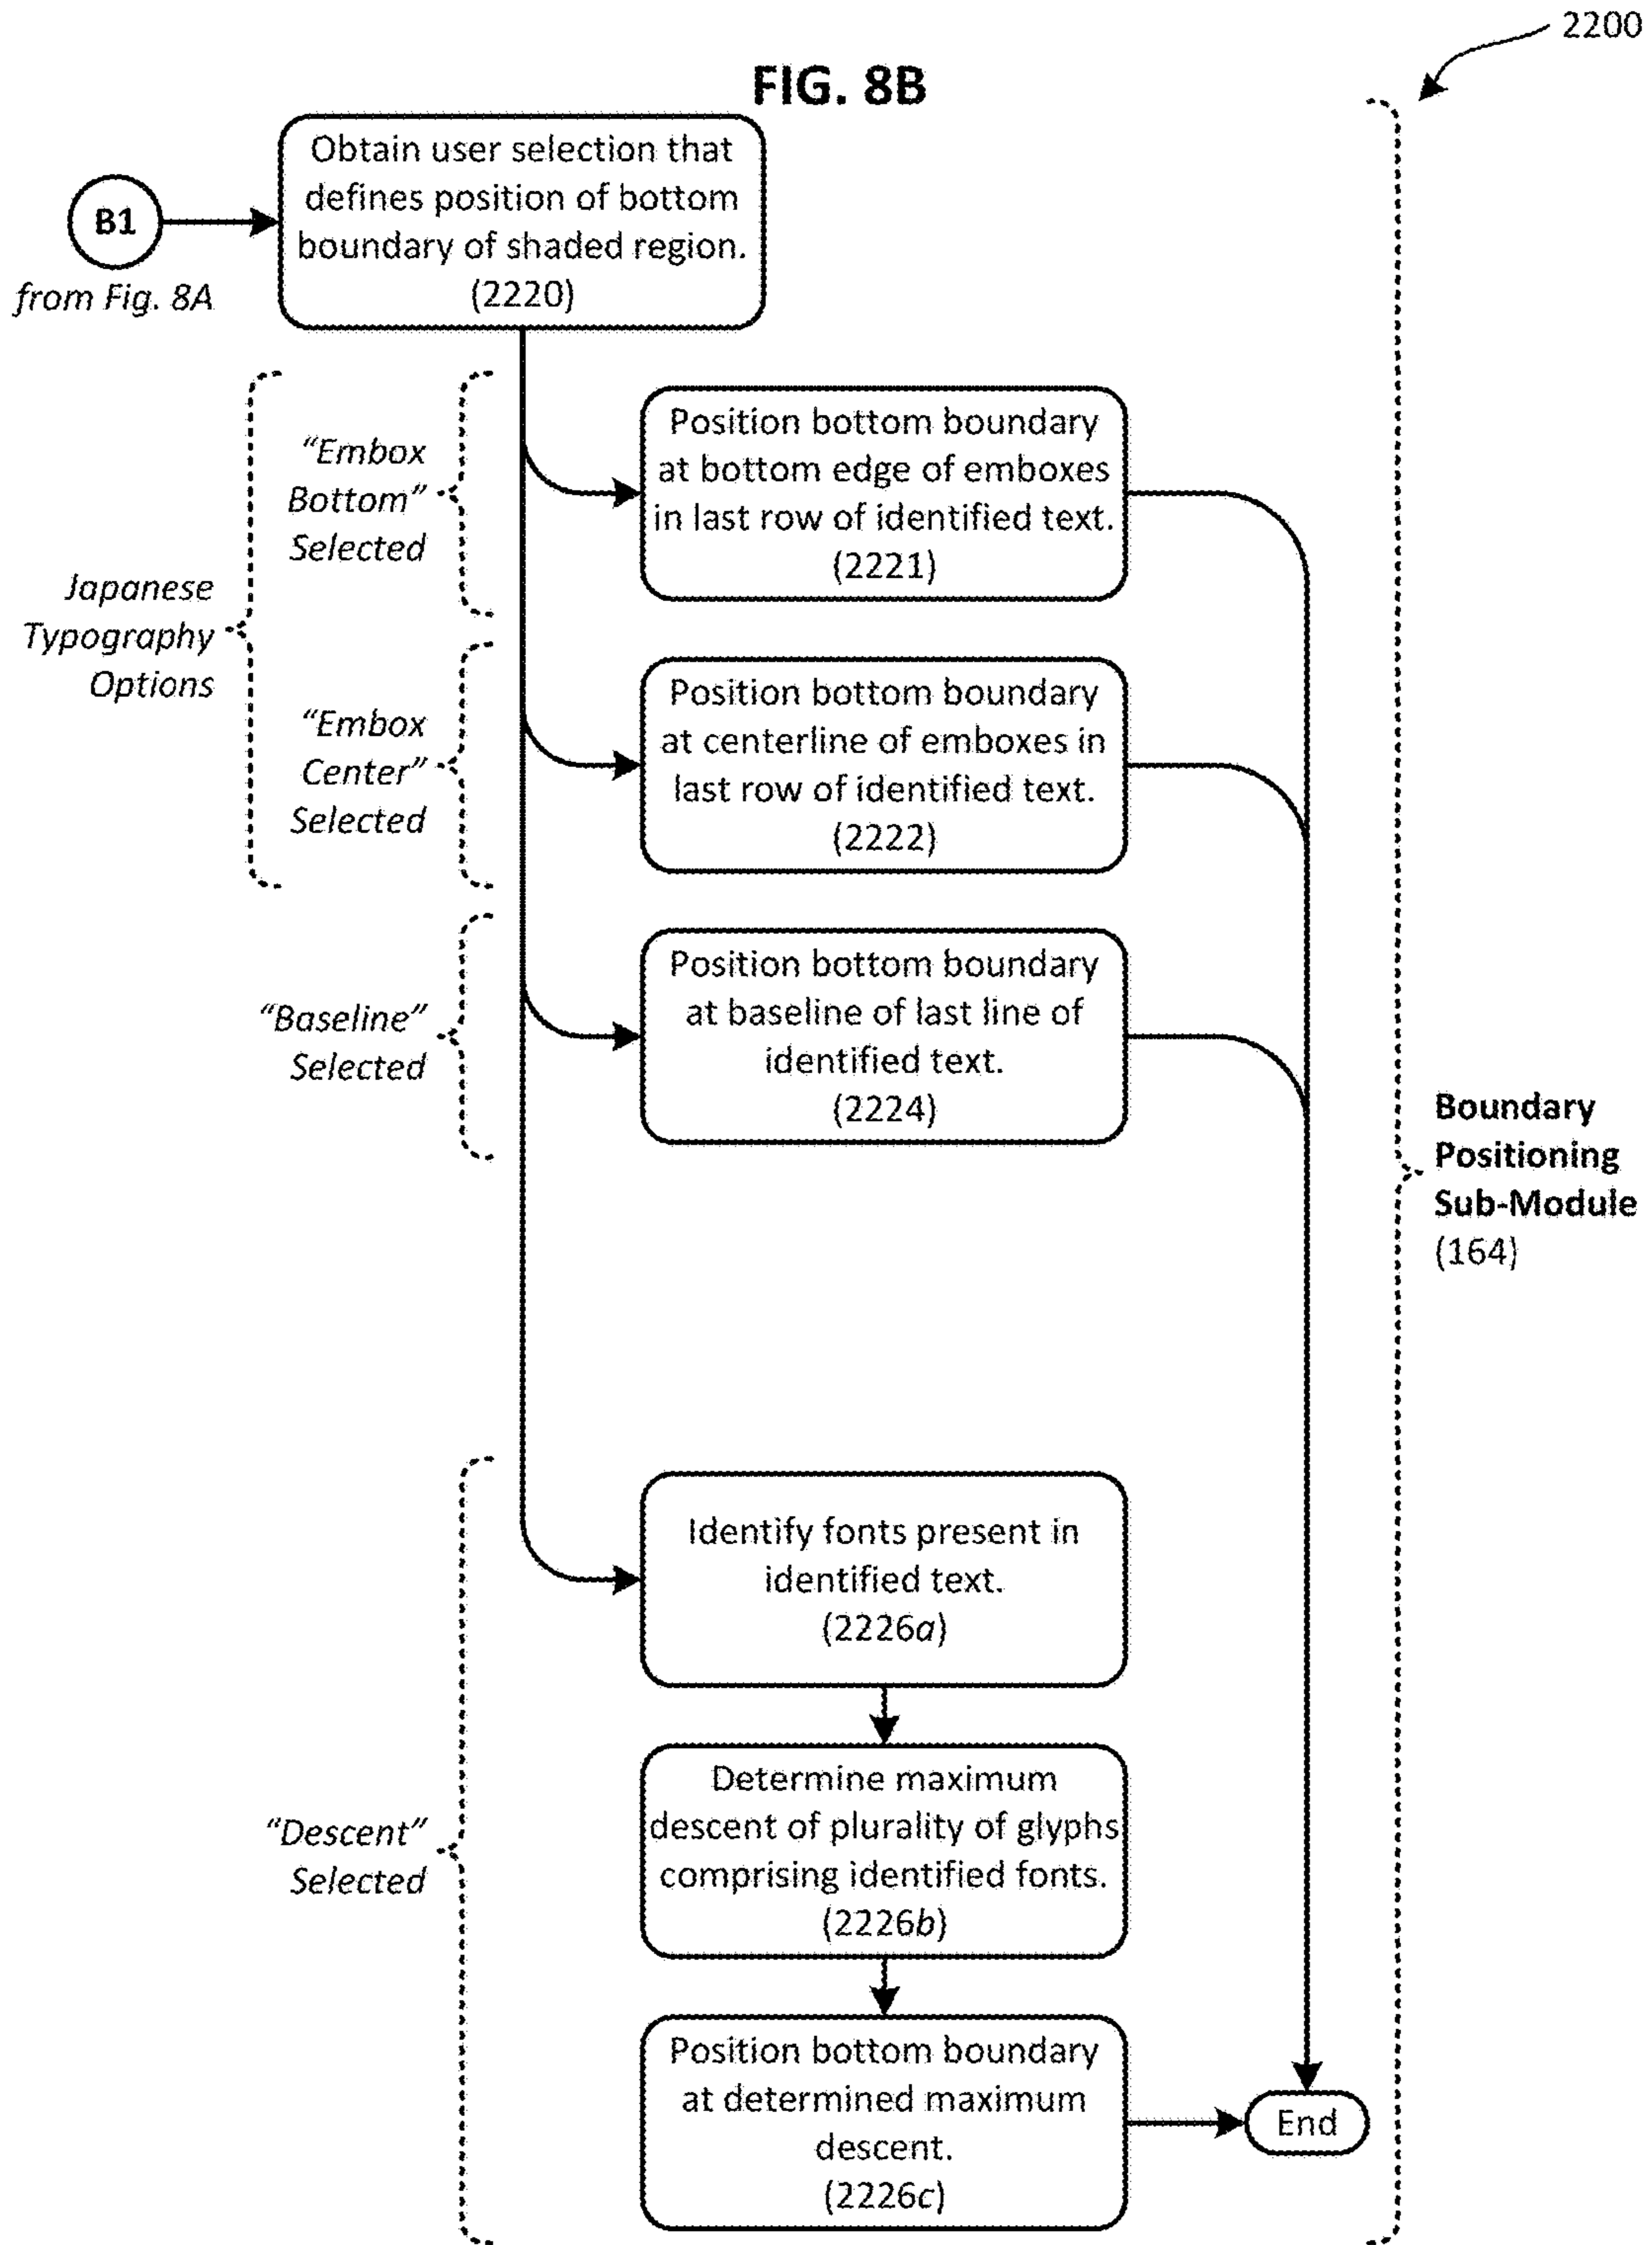 2200
FIG. 8B
Obtain user selection that
defines position of bottom
boundary of shaded region.
(2220)
B1
from Fig. 8A
Japanese
Typography
Options
“Embox
Bottom”
Selected
Position bottom boundary
at bottom edge of emboxes
in last row of identified text.
(2221)
“Embox
Center”
Selected
Position bottom boundary
at centerline of emboxes in
last row of identified text.
(2222)
“Baseline”
Selected
Position bottom boundary
at baseline of last line of
identified text.
(2224)
Boundary
Positioning
Sub-Module
(164)
“Descent”
Selected
Identify fonts present in
identified text.
(2226a)
Determine maximum
descent of plurality of glyphs
comprising identified fonts.
(2226b)
Position bottom boundary
at determined maximum
descent.
(2226c)
End